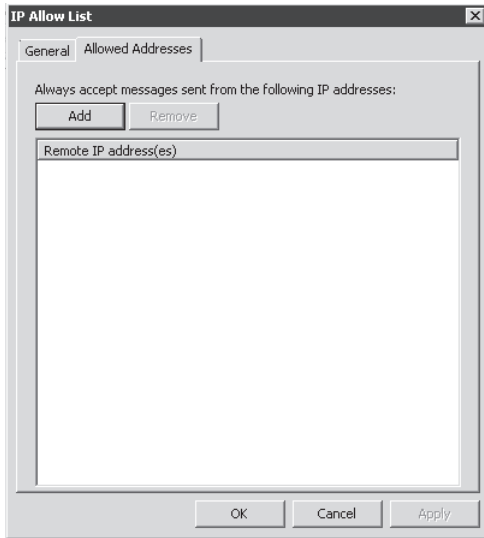 IP Allow List
General Allowed Addresses
Always accept messages sent from the following IP addresses:
Add Remove
Remote IP address(es)
OK Cancel Apply